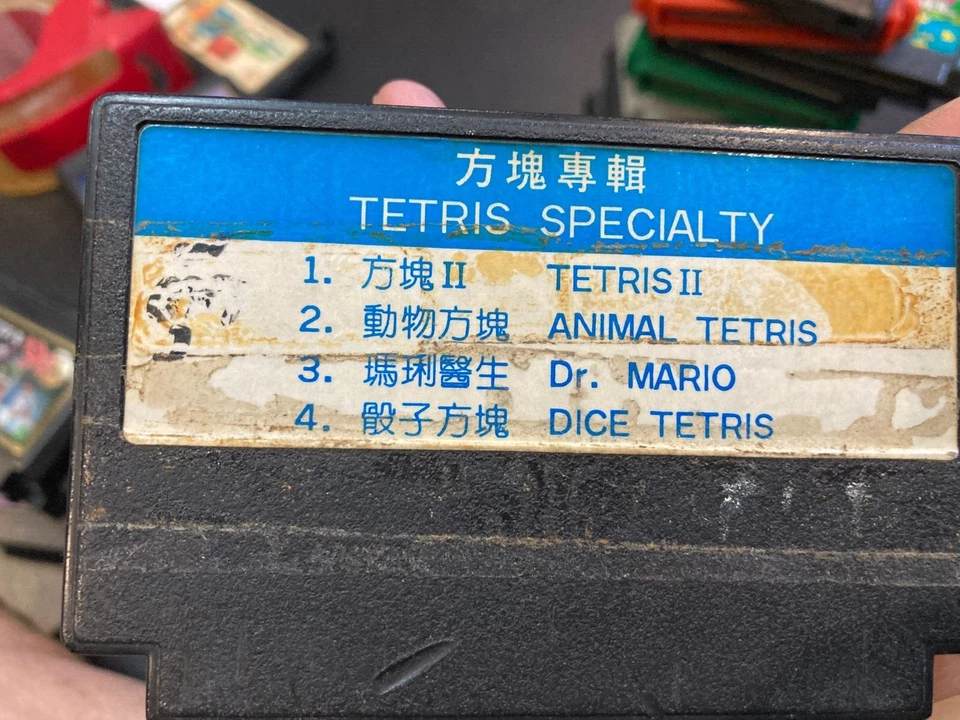 方塊專輯
TETRIS SPECIALTY
1. 方塊II TETRIS II
2. 動物方塊 ANIMAL TETRIS
3. 瑪琍醫生 Dr. MARIO
4. 骰子方塊 DICE TETRIS